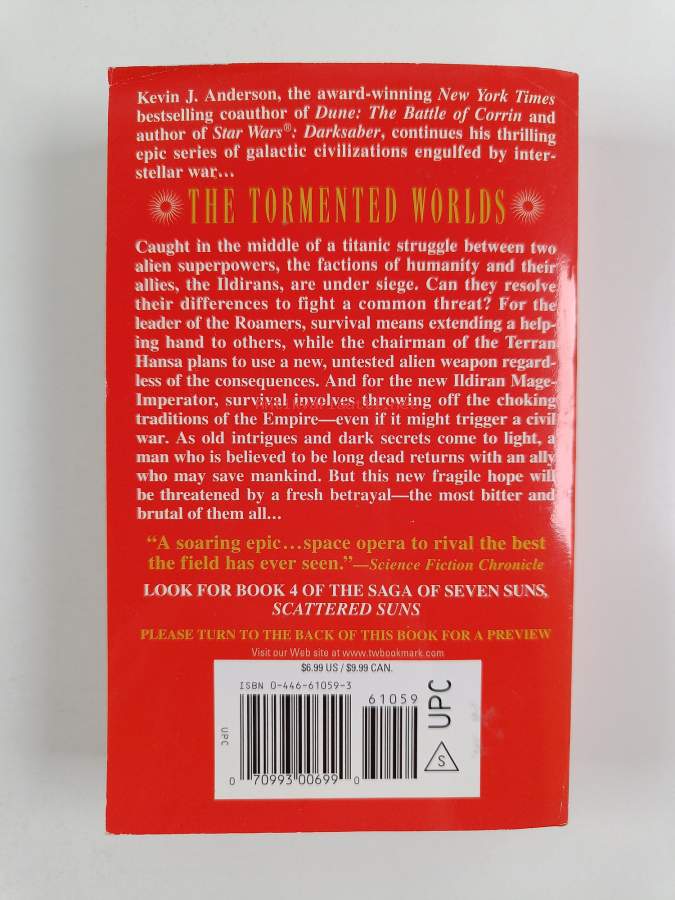 Kevin J. Anderson, the award-winning New York Times
bestselling coauthor of Dune: The Battle of Corrin and
author of Star Wars®: Darksaber, continues his thrilling
epic series of galactic civilizations engulfed by inter-
stellar war...
THE TORMENTED WORLDS
Caught in the middle of a titanic struggle between two
alien superpowers, the factions of humanity and their
allies, the Ildirans, are under siege. Can they resolve
their differences to fight a common threat? For the
leader of the Roamers, survival means extending a help-
ing hand to others, while the chairman of the Terran
Hansa plans to use a new, untested alien weapon regard-
less of the consequences. And for the new Ildiran Mage-
Imperator, survival involves throwing off the choking
traditions of the Empire—even if it might trigger a civil
war. As old intrigues and dark secrets come to light, a
man who is believed to be long dead returns with an ally
who may save mankind. But this new fragile hope will
be threatened by a fresh betrayal—the most bitter and
brutal of them all...
"A soaring epic...space opera to rival the best
the field has ever seen."—Science Fiction Chronicle
LOOK FOR BOOK 4 OF THE SAGA OF SEVEN SUNS,
SCATTERED SUNS
PLEASE TURN TO THE BACK OF THIS BOOK FOR A PREVIEW
Visit our Web site at www.twbookmark.com
$6.99 US / $9.99 CAN.
ISBN 0-446-61059-3
61059
UPC
UPC
S
0 70993 00699 0